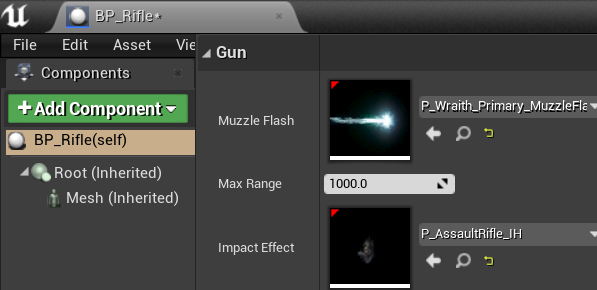 BP_Rifle*
File Edit Asset Vie
Components
+Add Component
BP_Rifle(self)
Root (Inherited)
Mesh (Inherited)
Gun
Muzzle Flash
P_Wraith_Primary_MuzzleFla
Max Range
1000.0
Impact Effect
P_AssaultRifle_IH